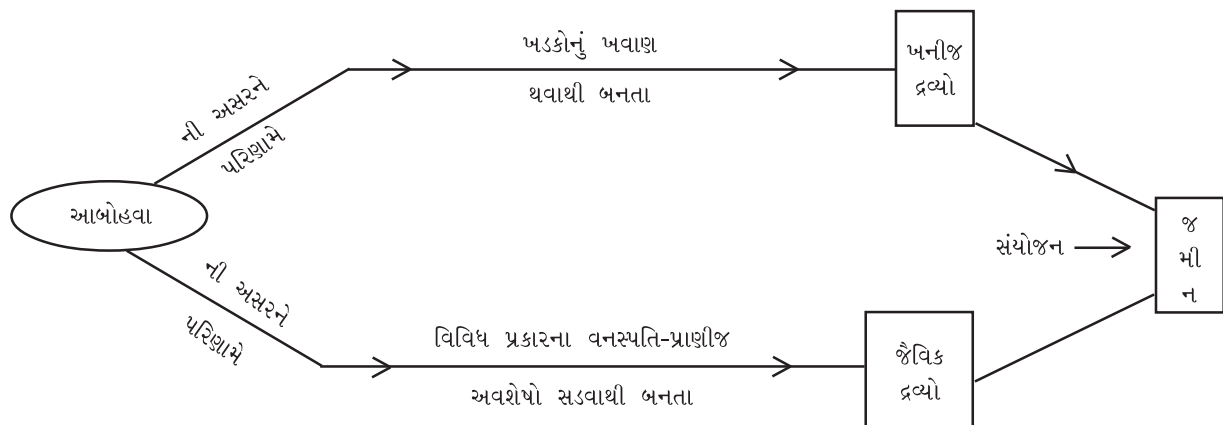 ખડકોનું ખવાણ
થવાથી બનતા
ખનીજ
દ્રવ્યો
ની અસરને
પરિણામે
આબોહવા
સંયોજન
જ
મી
ન
ની અસરને
પરિણામે
વિવિધ પ્રકારના વનસ્પતિ-પ્રાણીજ
અવશેષો સડવાથી બનતા
જૈવિક
દ્રવ્યો